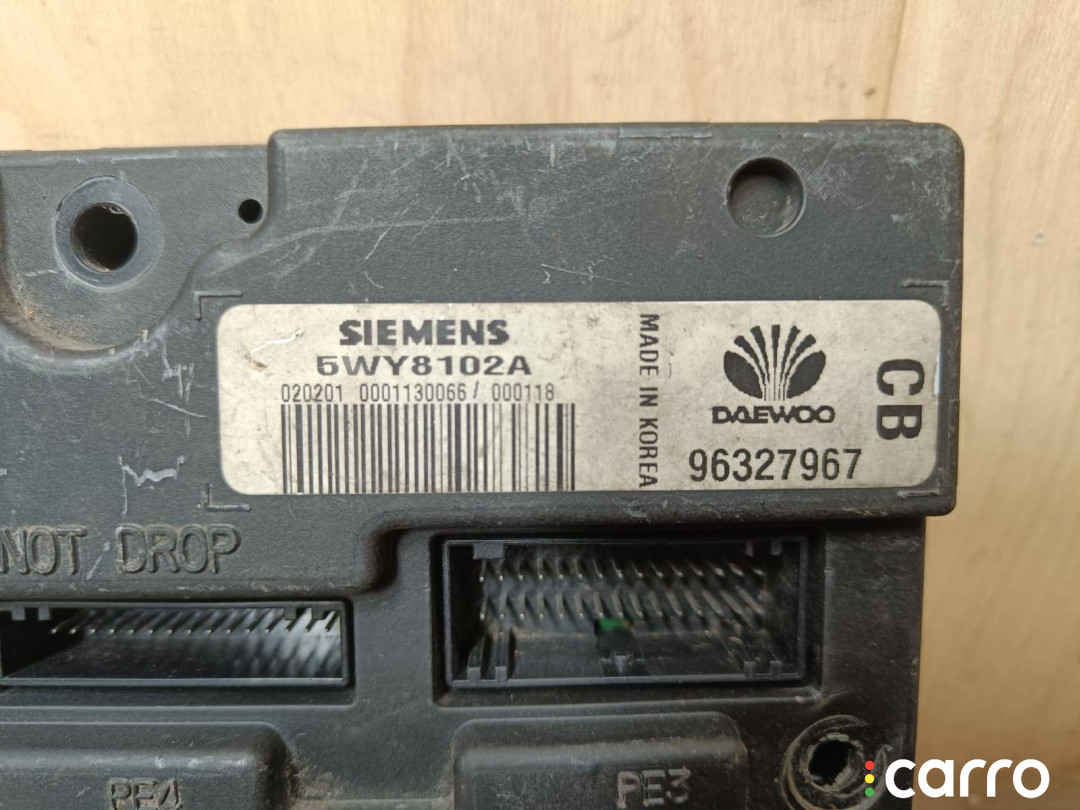 SIEMENS
5WY8102A
020201 0001130066/ 000118
MADE IN KOREA
DAEWOO
96327967
CB
NOT DROP
PE4
PE3
carro